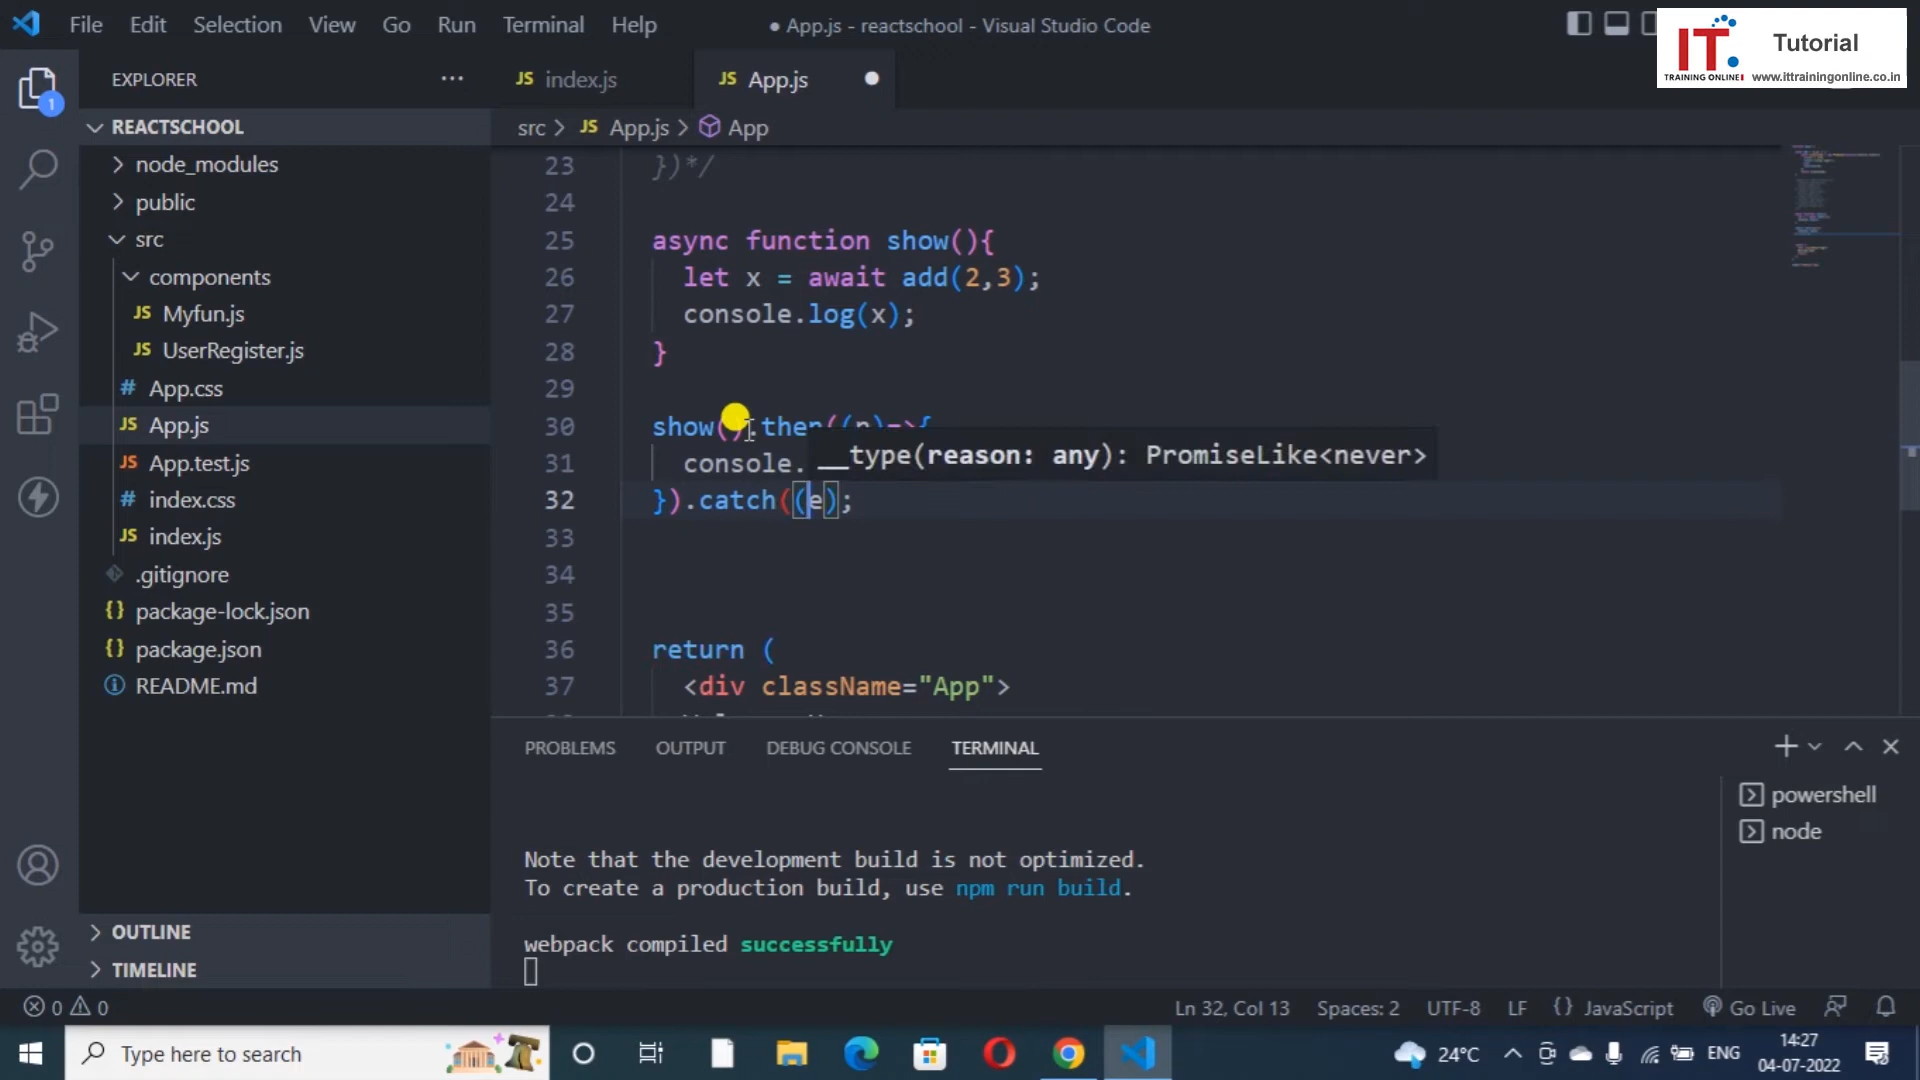 File Edit Selection View Go Run Terminal Help
● App.js - reactschool - Visual Studio Code
IT. Tutorial
TRAINING ONLINE www.ittrainingonline.co.in
EXPLORER ···
JS index.js
JS App.js ●
REACTSCHOOL
src > JS App.js > App
node_modules
public
src
components
JS Myfun.js
JS UserRegister.js
# App.css
JS App.js
JS App.test.js
# index.css
JS index.js
.gitignore
{} package-lock.json
{} package.json
README.md
OUTLINE
TIMELINE
23 })*/
24
25 async function show(){
26 let x = await add(2,3);
27 console.log(x);
28 }
29
30 show().then((n)=>{
31 console.
__type(reason: any): PromiseLike<never>
32 }).catch((e);
33
34
35
36 return (
37 <div className="App">
PROBLEMS OUTPUT DEBUG CONSOLE TERMINAL
powershell
node
Note that the development build is not optimized.
To create a production build, use npm run build.
webpack compiled successfully
0 0
Ln 32, Col 13 Spaces: 2 UTF-8 LF {} JavaScript Go Live
Type here to search
24°C ENG
14:27
04-07-2022
1